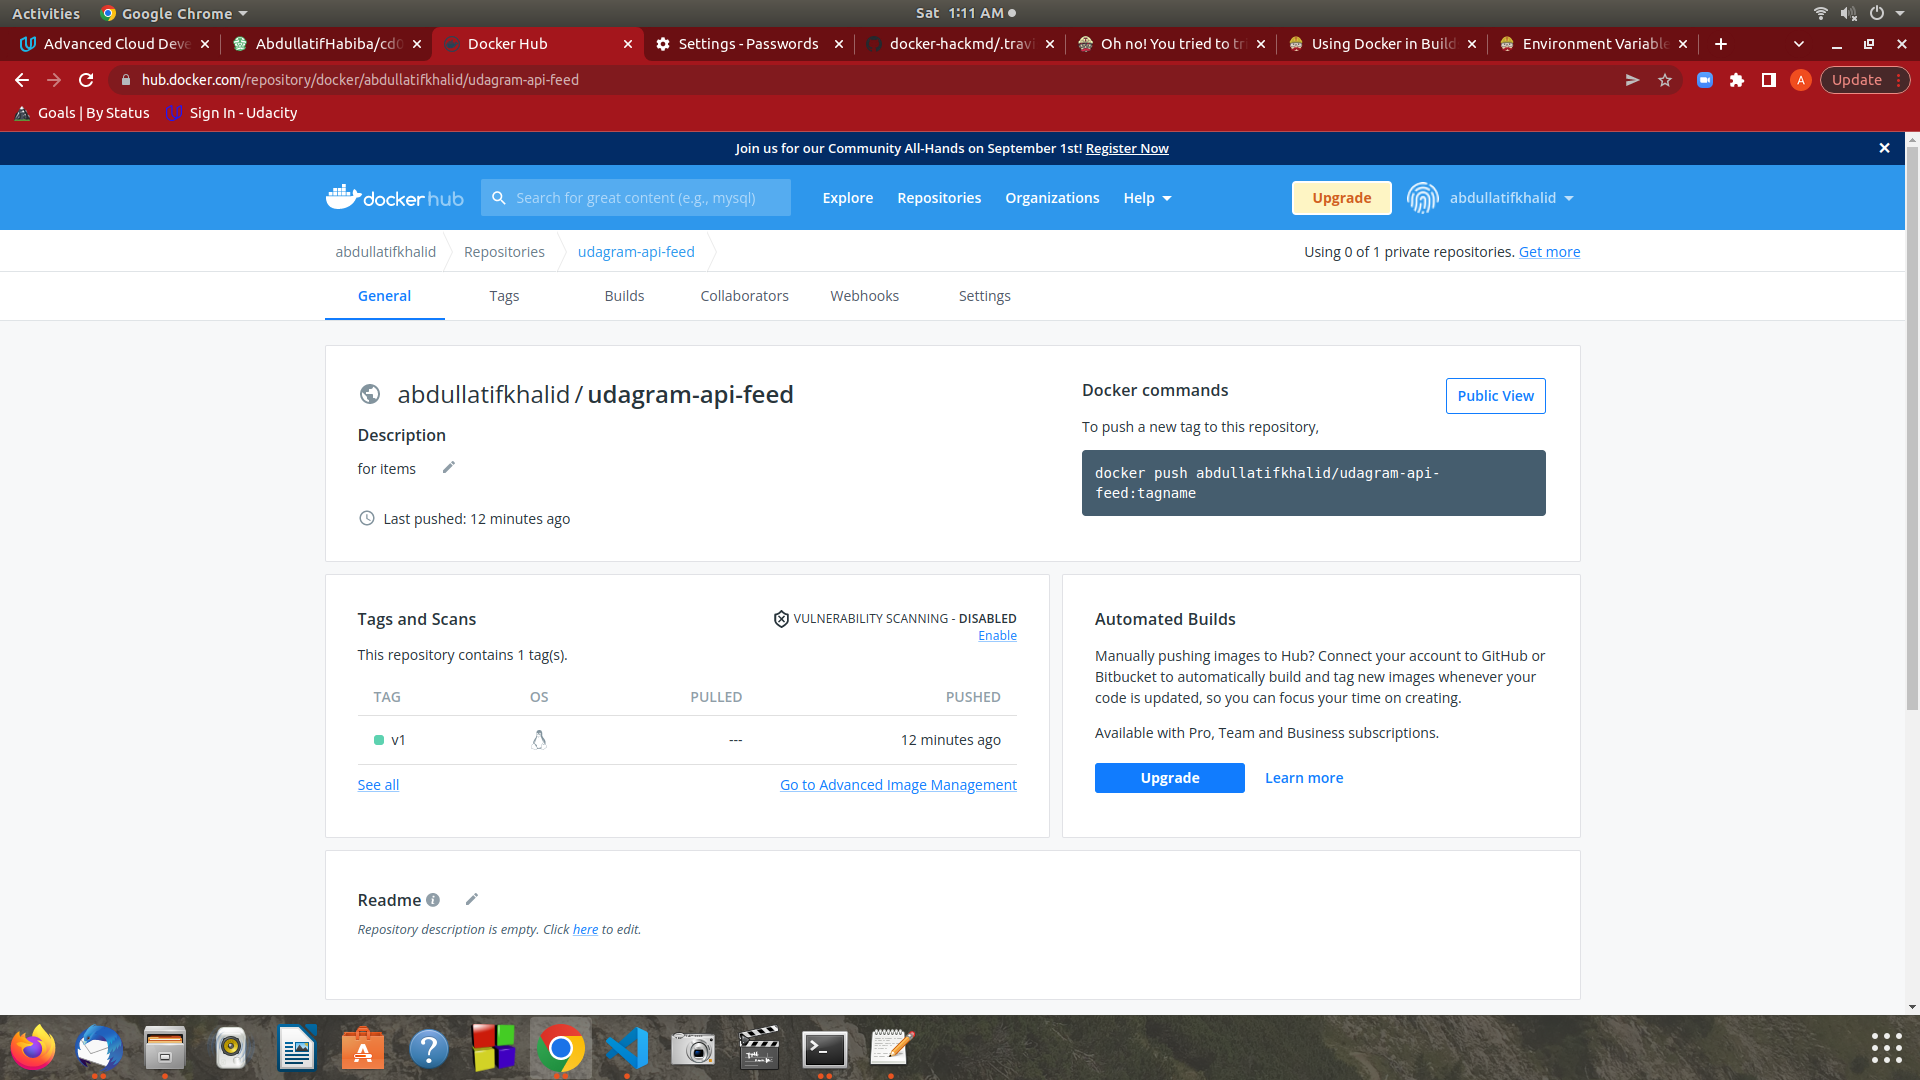 Activities Google Chrome Sat 1:11 AM
Advanced Cloud Deve AbdullatifHabiba/cd0 Docker Hub Settings - Passwords docker-hackmd/.travi Oh no! You tried to tr Using Docker in Build Environment Variable
hub.docker.com/repository/docker/abdullatifkhalid/udagram-api-feed A Update
Goals | By Status Sign In - Udacity
Join us for our Community All-Hands on September 1st! Register Now
docker hub Search for great content (e.g., mysql) Explore Repositories Organizations Help Upgrade abdullatifkhalid
abdullatifkhalid Repositories udagram-api-feed Using 0 of 1 private repositories. Get more
General Tags Builds Collaborators Webhooks Settings
abdullatifkhalid / udagram-api-feed
Description
for items
Last pushed: 12 minutes ago
Docker commands
Public View
To push a new tag to this repository,
docker push abdullatifkhalid/udagram-api-
feed:tagname
Tags and Scans
VULNERABILITY SCANNING - DISABLED
Enable
This repository contains 1 tag(s).
TAG OS PULLED PUSHED
v1 --- 12 minutes ago
See all Go to Advanced Image Management
Automated Builds
Manually pushing images to Hub? Connect your account to GitHub or
Bitbucket to automatically build and tag new images whenever your
code is updated, so you can focus your time on creating.
Available with Pro, Team and Business subscriptions.
Upgrade Learn more
Readme
Repository description is empty. Click here to edit.